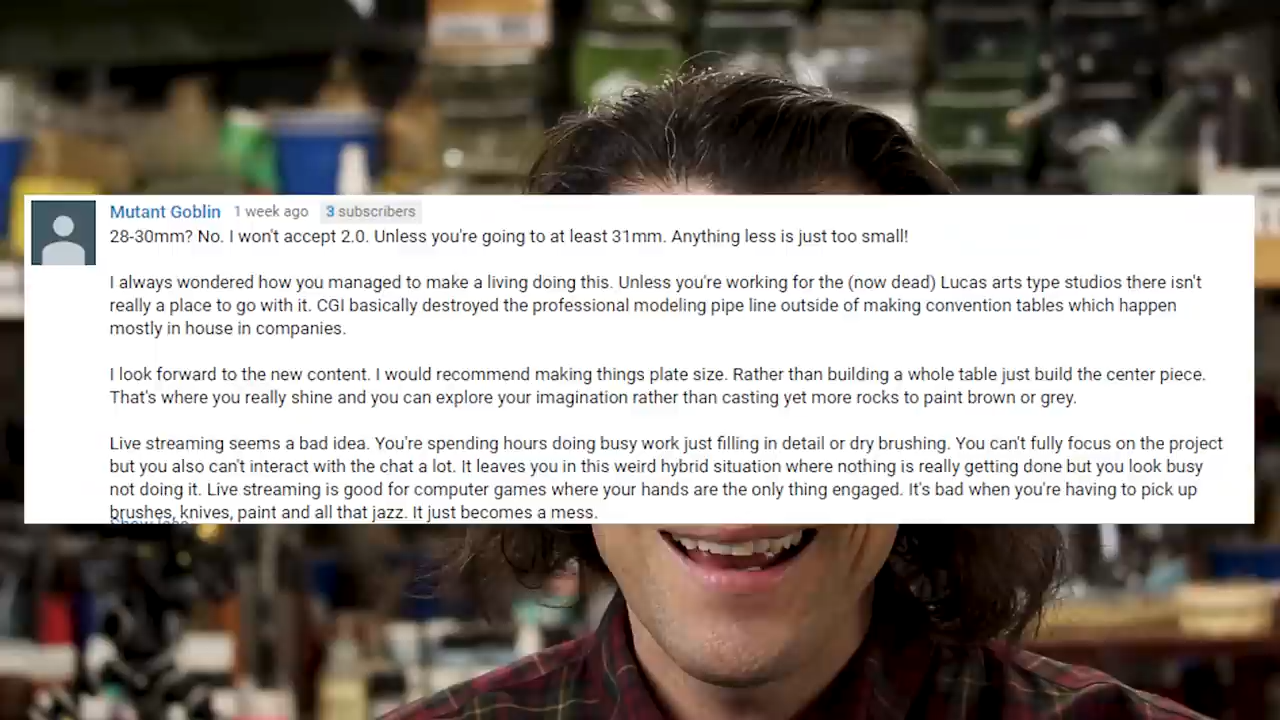 Mutant Goblin 1 week ago 3 subscribers
28-30mm? No. I won't accept 2.0. Unless you're going to at least 31mm. Anything less is just too small!
I always wondered how you managed to make a living doing this. Unless you're working for the (now dead) Lucas arts type studios there isn't
really a place to go with it. CGI basically destroyed the professional modeling pipe line outside of making convention tables which happen
mostly in house in companies.
I look forward to the new content. I would recommend making things plate size. Rather than building a whole table just build the center piece.
That's where you really shine and you can explore your imagination rather than casting yet more rocks to paint brown or grey.
Live streaming seems a bad idea. You're spending hours doing busy work just filling in detail or dry brushing. You can't fully focus on the project
but you also can't interact with the chat a lot. It leaves you in this weird hybrid situation where nothing is really getting done but you look busy
not doing it. Live streaming is good for computer games where your hands are the only thing engaged. It's bad when you're having to pick up
brushes, knives, paint and all that jazz. It just becomes a mess.
Show less